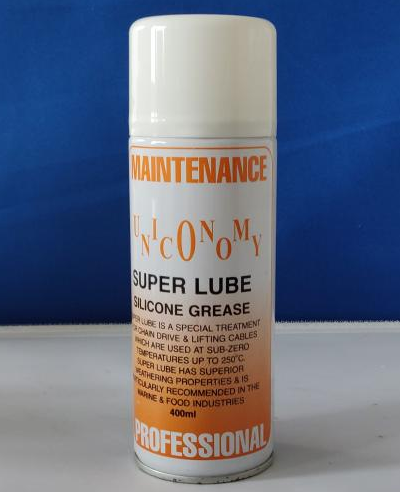 MAINTENANCE
UNICONOMY
SUPER LUBE
SILICONE GREASE
LUBE IS A SPECIAL TREATMENT
CHAIN DRIVE & LIFTING CABLES
WHICH ARE USED AT SUB-ZERO
TEMPERATURES UP TO 250°C.
SUPER LUBE HAS SUPERIOR
WEATHERING PROPERTIES & IS
RECOMMENDED IN THE
MARINE & FOOD INDUSTRIES
400ml
PROFESSIONAL